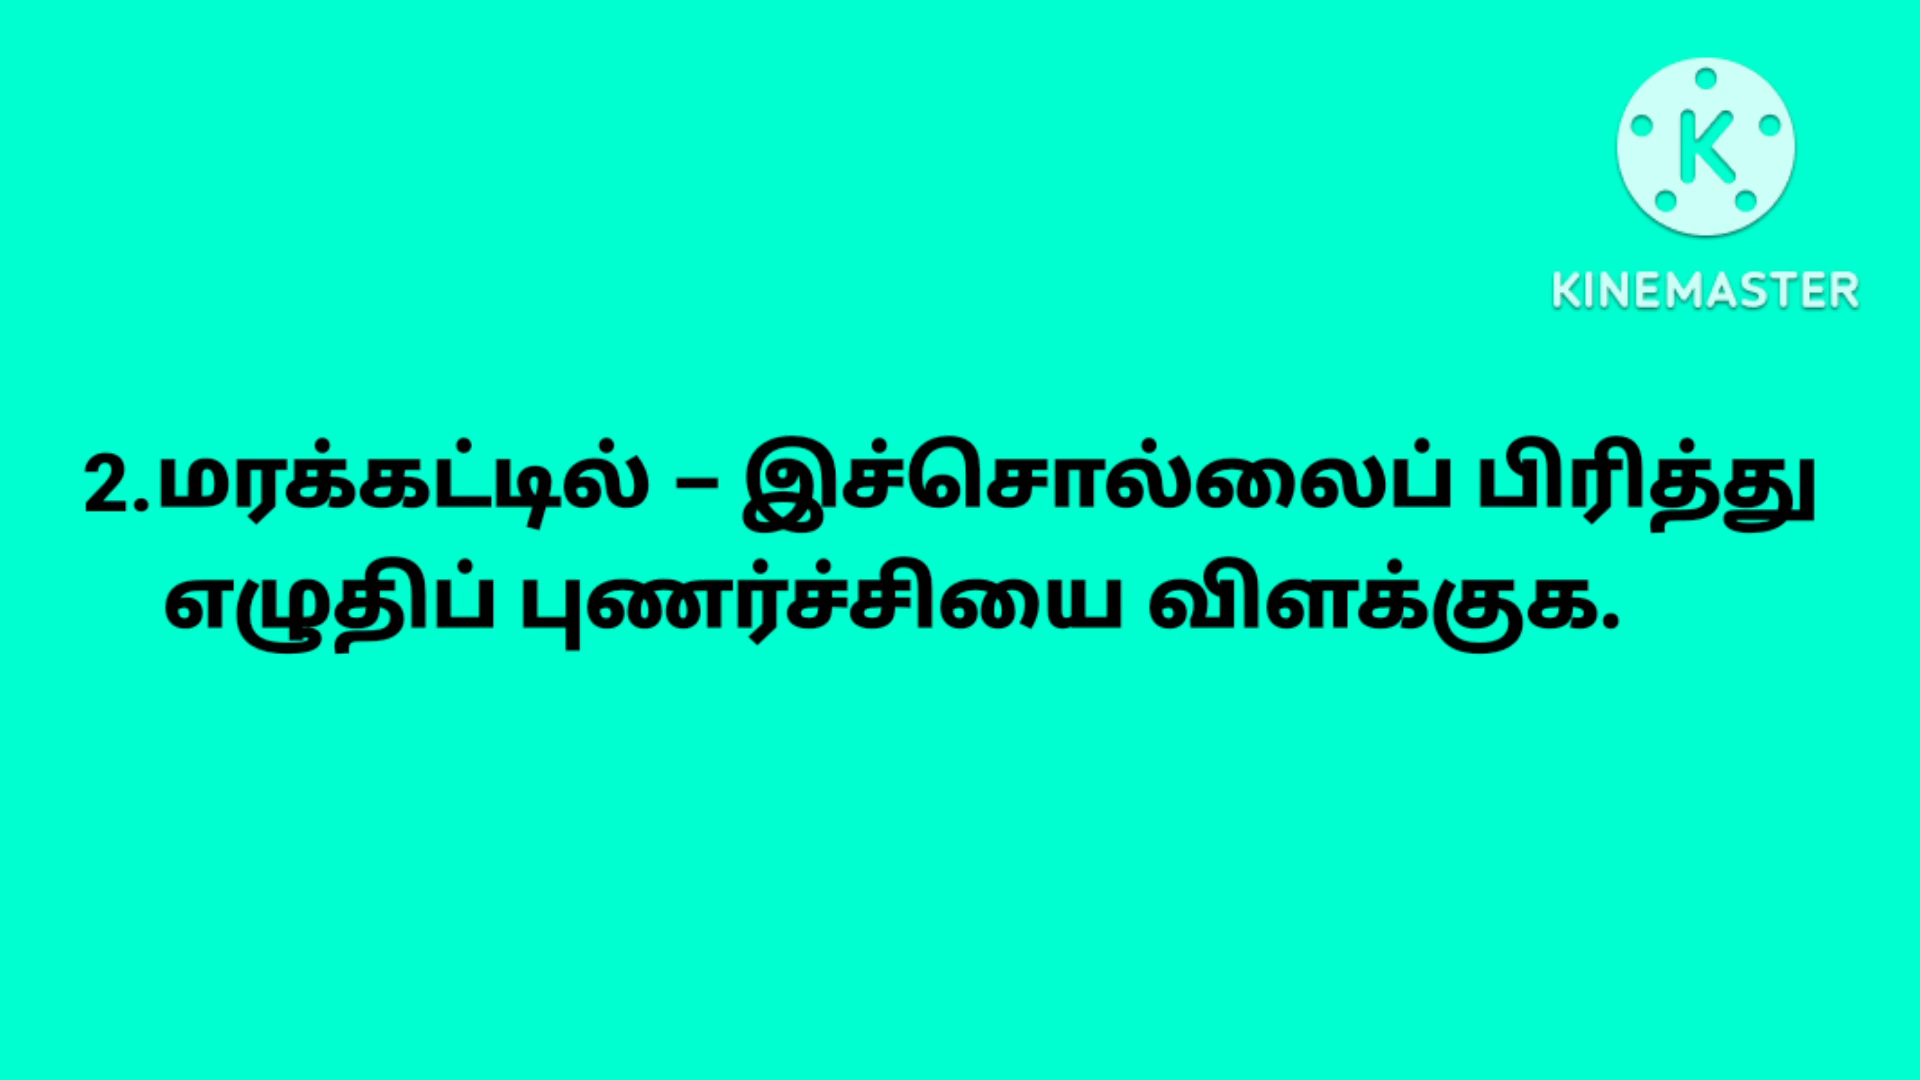 KINEMASTER
2.மரக்கட்டில் – இச்சொல்லைப் பிரித்து
எழுதிப் புணர்ச்சியை விளக்குக.